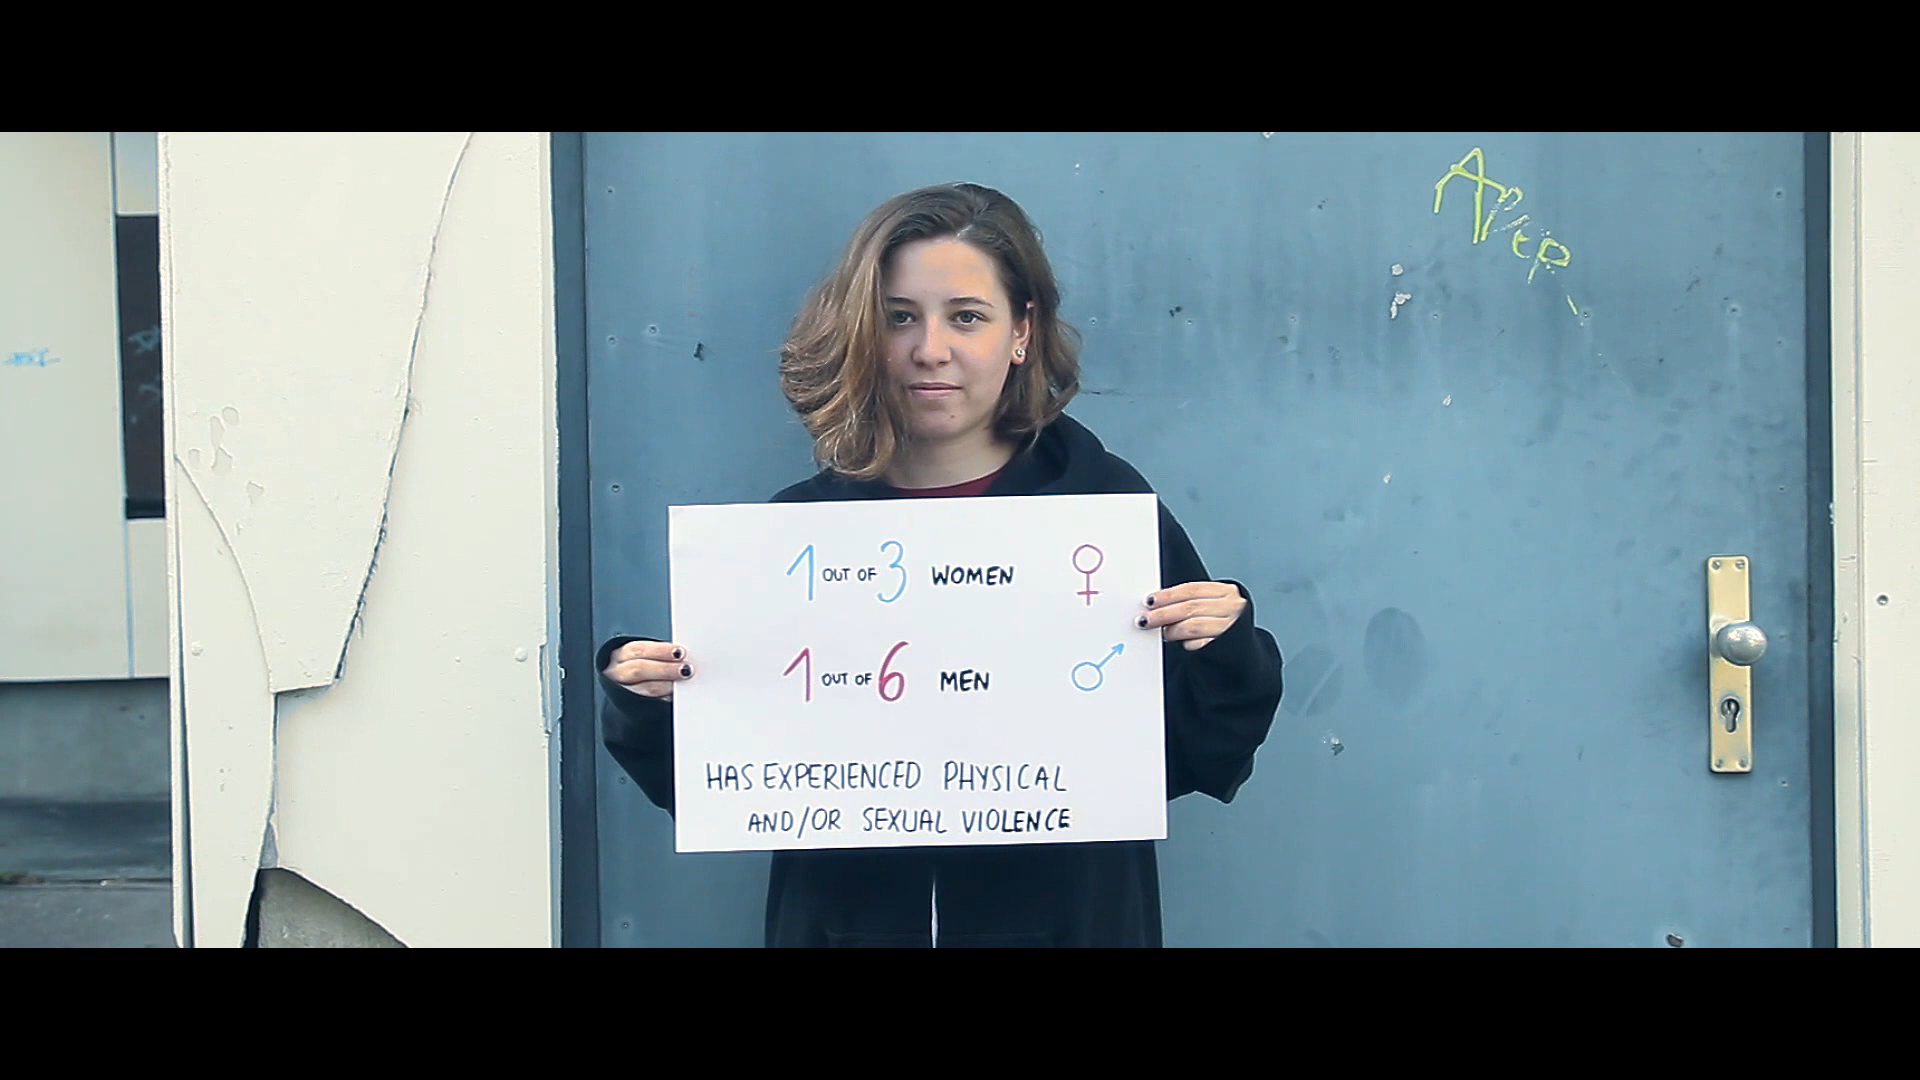 1 OUT OF 3 WOMEN
1 OUT OF 6 MEN
HAS EXPERIENCED PHYSICAL
AND/OR SEXUAL VIOLENCE